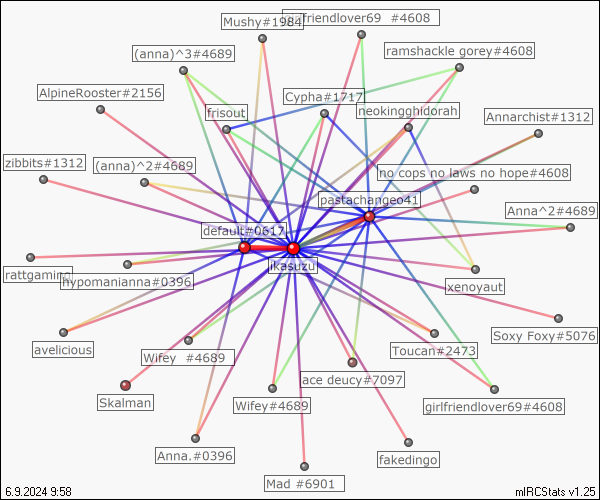 Mushy#1984
friendlover69 #4608
(anna)^3#4689
ramshackle gorey#4608
AlpineRooster#2156
Cypha#1717
frisout
neokingghidorah
Annarchist#1312
zibbits#1312
(anna)^2#4689
no cops no laws no hope#4608
pastachangeo41
Anna^2#4689
default#0617
ikasuzu
rattgaming
hypomanianna#0396
xenoyaut
Soxy Foxy#5076
avelicious
Wifey #4689
Toucan#2473
ace deucy#7097
Skalman
Wifey#4689
girlfriendlover69#4608
Anna.#0396
fakedingo
Mad #6901
6.9.2024 9:58
mIRCStats v1.25